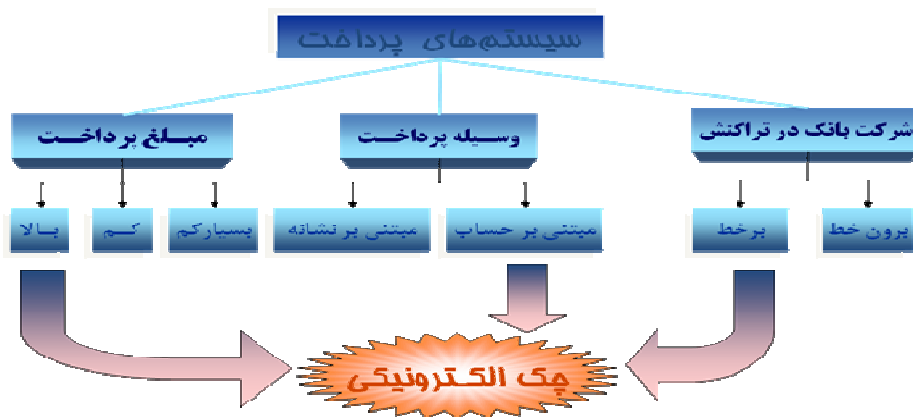 سیستم‌های پرداخت
شرکت بانک در تراکنش
وسیله پرداخت
مبلغ پرداخت
برون خط
برخط
مبتنی بر حساب
مبتنی بر نشانه
بسیارکم
کم
بالا
چک الکترونیکی